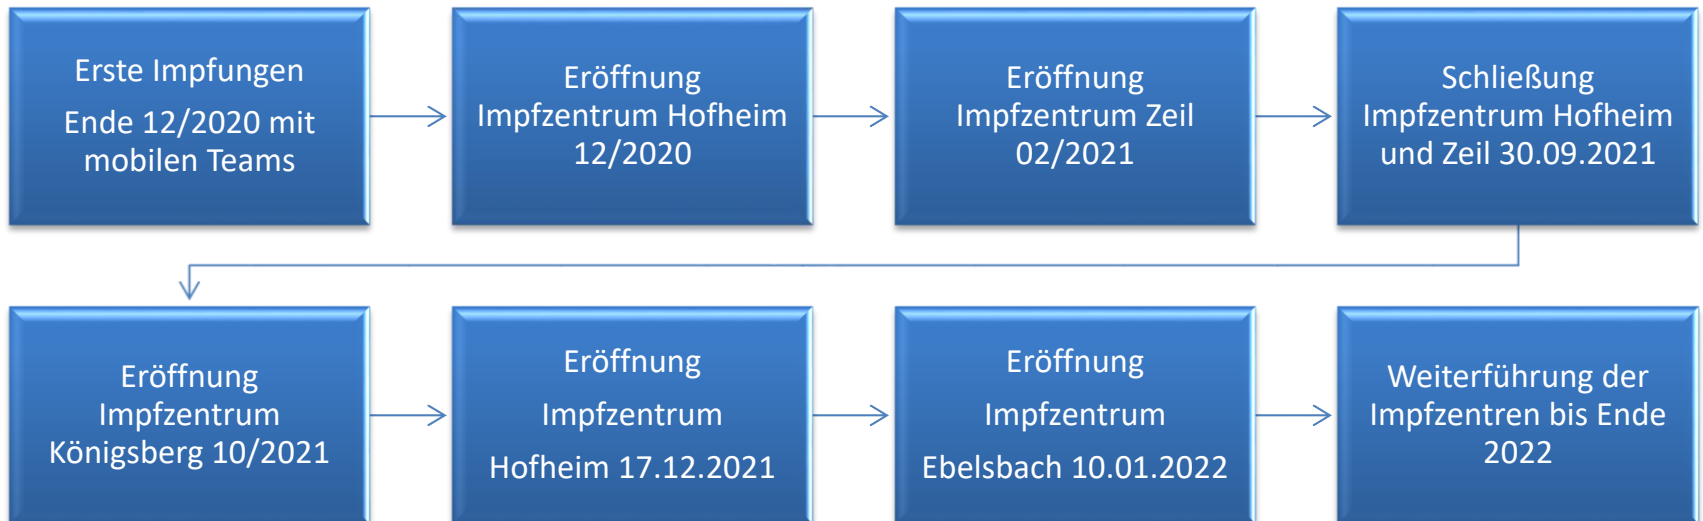 Erste Impfungen
Ende 12/2020 mit
mobilen Teams
Eröffnung
Impfzentrum Hofheim
12/2020
Eröffnung
Impfzentrum Zeil
02/2021
Schließung
Impfzentrum Hofheim
und Zeil 30.09.2021
Eröffnung
Impfzentrum
Königsberg 10/2021
Eröffnung
Impfzentrum
Hofheim 17.12.2021
Eröffnung
Impfzentrum
Ebelsbach 10.01.2022
Weiterführung der
Impfzentren bis Ende
2022